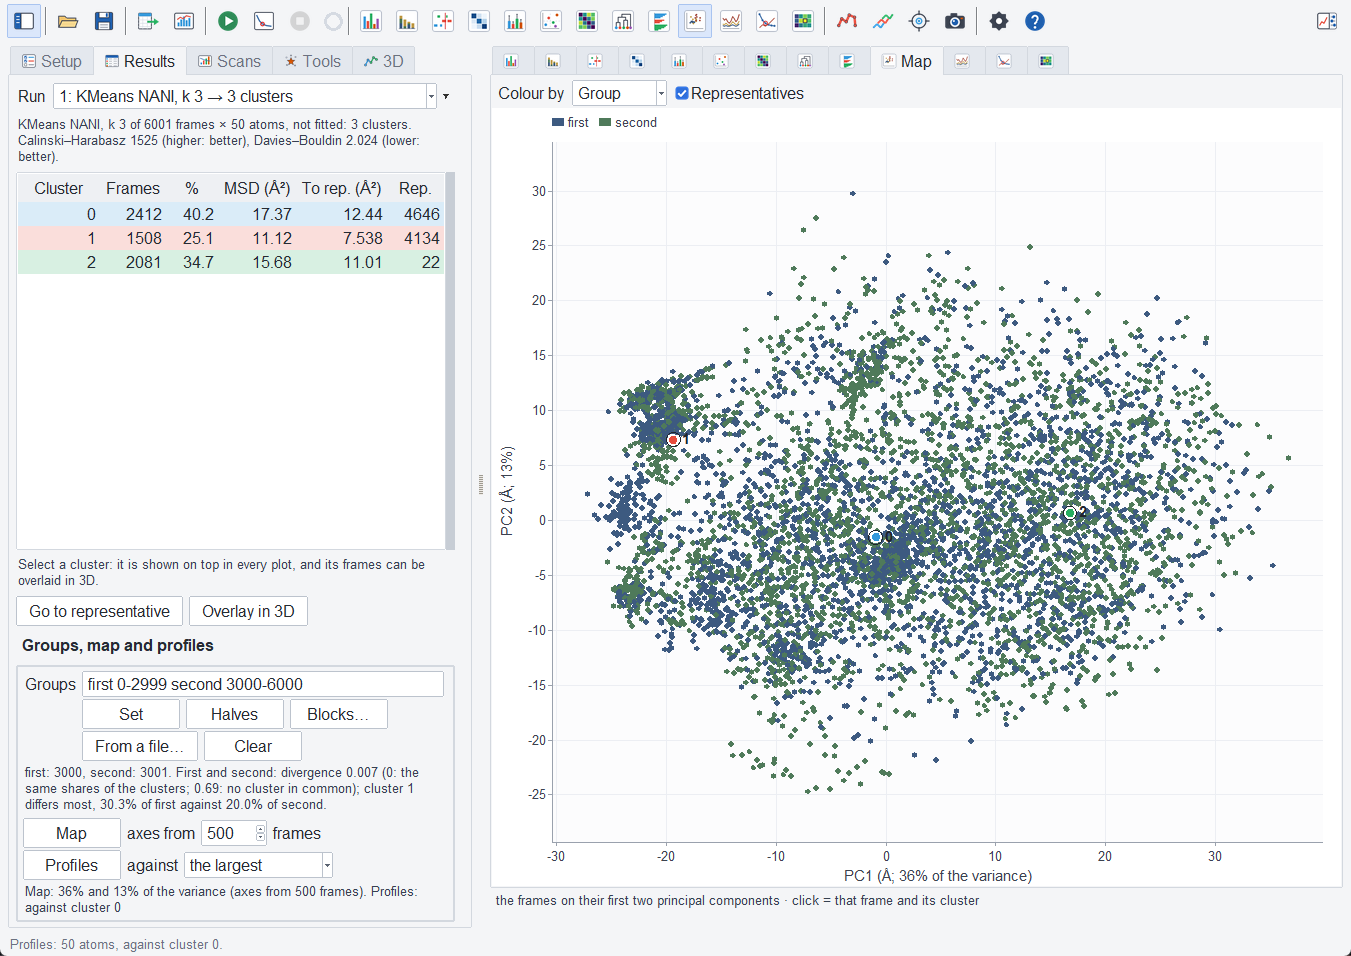 Setup
Results
Scans
Tools
3D
Map
Run
1: KMeans NANI, k 3 → 3 clusters
KMeans NANI, k 3 of 6001 frames × 50 atoms, not fitted: 3 clusters.
Calinski–Harabasz 1525 (higher: better), Davies–Bouldin 2.024 (lower:
better).
Cluster Frames % MSD (Å²) To rep. (Å²) Rep.
0 2412 40.2 17.37 12.44 4646
1 1508 25.1 11.12 7.538 4134
2 2081 34.7 15.68 11.01 22
Select a cluster: it is shown on top in every plot, and its frames can be
overlaid in 3D.
Go to representative
Overlay in 3D
Groups, map and profiles
Groups
first 0-2999 second 3000-6000
Set
Halves
Blocks…
From a file…
Clear
first: 3000, second: 3001. First and second: divergence 0.007 (0: the
same shares of the clusters; 0.69: no cluster in common); cluster 1
differs most, 30.3% of first against 20.0% of second.
Map
axes from
500
frames
Profiles
against
the largest
Map: 36% and 13% of the variance (axes from 500 frames). Profiles:
against cluster 0
Profiles: 50 atoms, against cluster 0.
Colour by
Group
Representatives
first
second
30
25
20
15
10
5
0
-5
-10
-15
-20
-25
PC2 (Å; 13%)
1
0
2
-30
-20
-10
0
10
20
30
PC1 (Å; 36% of the variance)
the frames on their first two principal components · click = that frame and its cluster